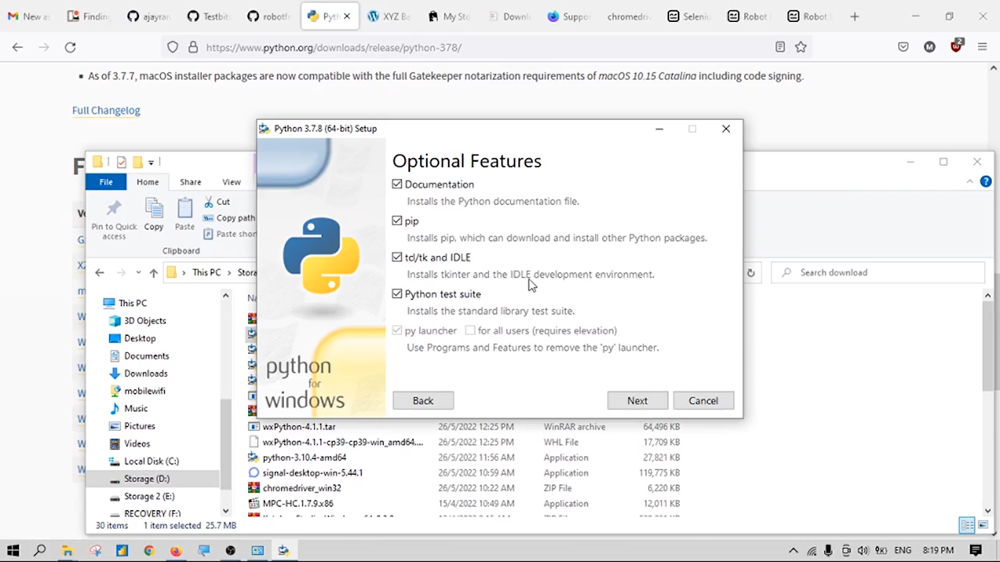 New a
Findin
ajayran
Testbit
robotf
Pyth
XYZ Ba
My Sto
Downl
Suppo
chromedri
Seleniu
Robot
Robot
https://www.python.org/downloads/release/python-378/
2
As of 3.7.7, macOS installer packages are now compatible with the full Gatekeeper notarization requirements of macOS 10.15 Catalina including code signing.
Full Changelog
Python 3.7.8 (64-bit) Setup
Optional Features
Documentation
Installs the Python documentation file.
pip
Installs pip, which can download and install other Python packages.
tcl/tk and IDLE
Installs tkinter and the IDLE development environment.
Python test suite
Installs the standard library test suite.
py launcher for all users (requires elevation)
Use Programs and Features to remove the 'py' launcher.
python
for
windows
Back
Next
Cancel
File
Home
Share
View
Pin to Quick
access
Copy
Paste
Cut
Copy path
Paste shor
Clipboard
This PC
Stora
Search download
This PC
3D Objects
Desktop
Documents
Downloads
mobilewifi
Music
Pictures
Videos
Local Disk (C:)
Storage (D:)
Storage 2 (E:)
RECOVERY (F:)
Na
wxPython-4.1.1.tar 26/5/2022 12:25 PM WinRAR archive 64,496 KB
wxPython-4.1.1-cp39-cp39-win_amd64.... 26/5/2022 12:25 PM WHL File 17,709 KB
python-3.10.4-amd64 26/5/2022 11:56 AM Application 27,821 KB
signal-desktop-win-5.44.1 26/5/2022 10:59 AM Application 119,775 KB
chromedriver_win32 26/5/2022 10:22 AM ZIP File 6,220 KB
MPC-HC.1.7.9.x86 15/4/2022 10:49 AM Application 12,011 KB
30 items 1 item selected 25.7 MB
ENG
8:19 PM